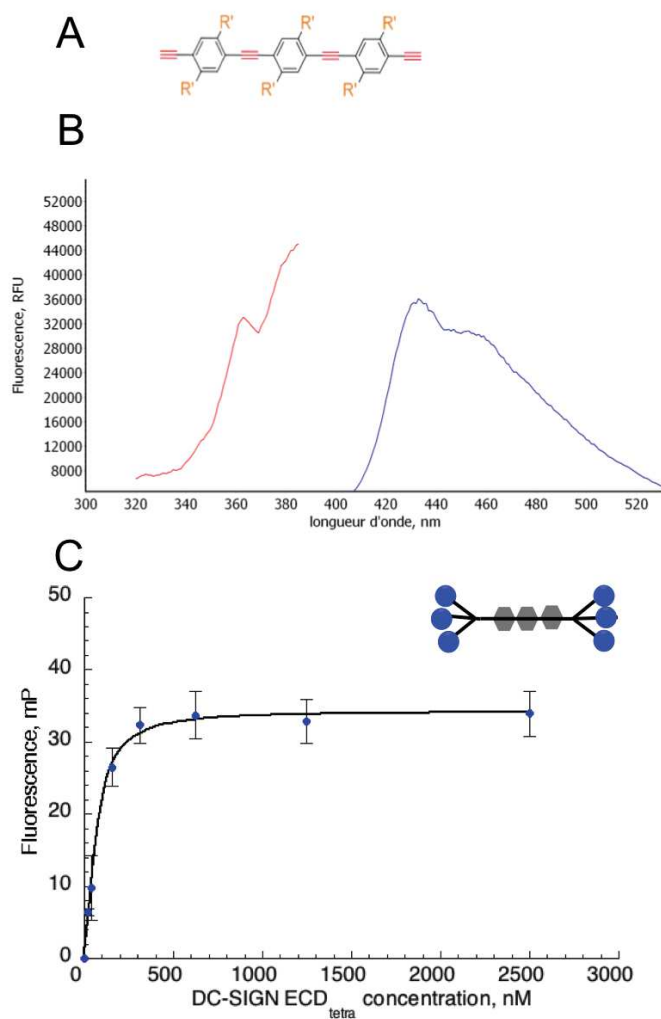 A
R' R' R'
R' R' R'
B
Fluorescence, RFU
52000
48000
44000
40000
36000
32000
28000
24000
20000
16000
12000
8000
300 320 340 360 380 400 420 440 460 480 500 520
longueur d'onde, nm
C
Fluorescence, mP
50
40
30
20
10
0
0 500 1000 1500 2000 2500 3000
DC-SIGN ECDtetra concentration, nM